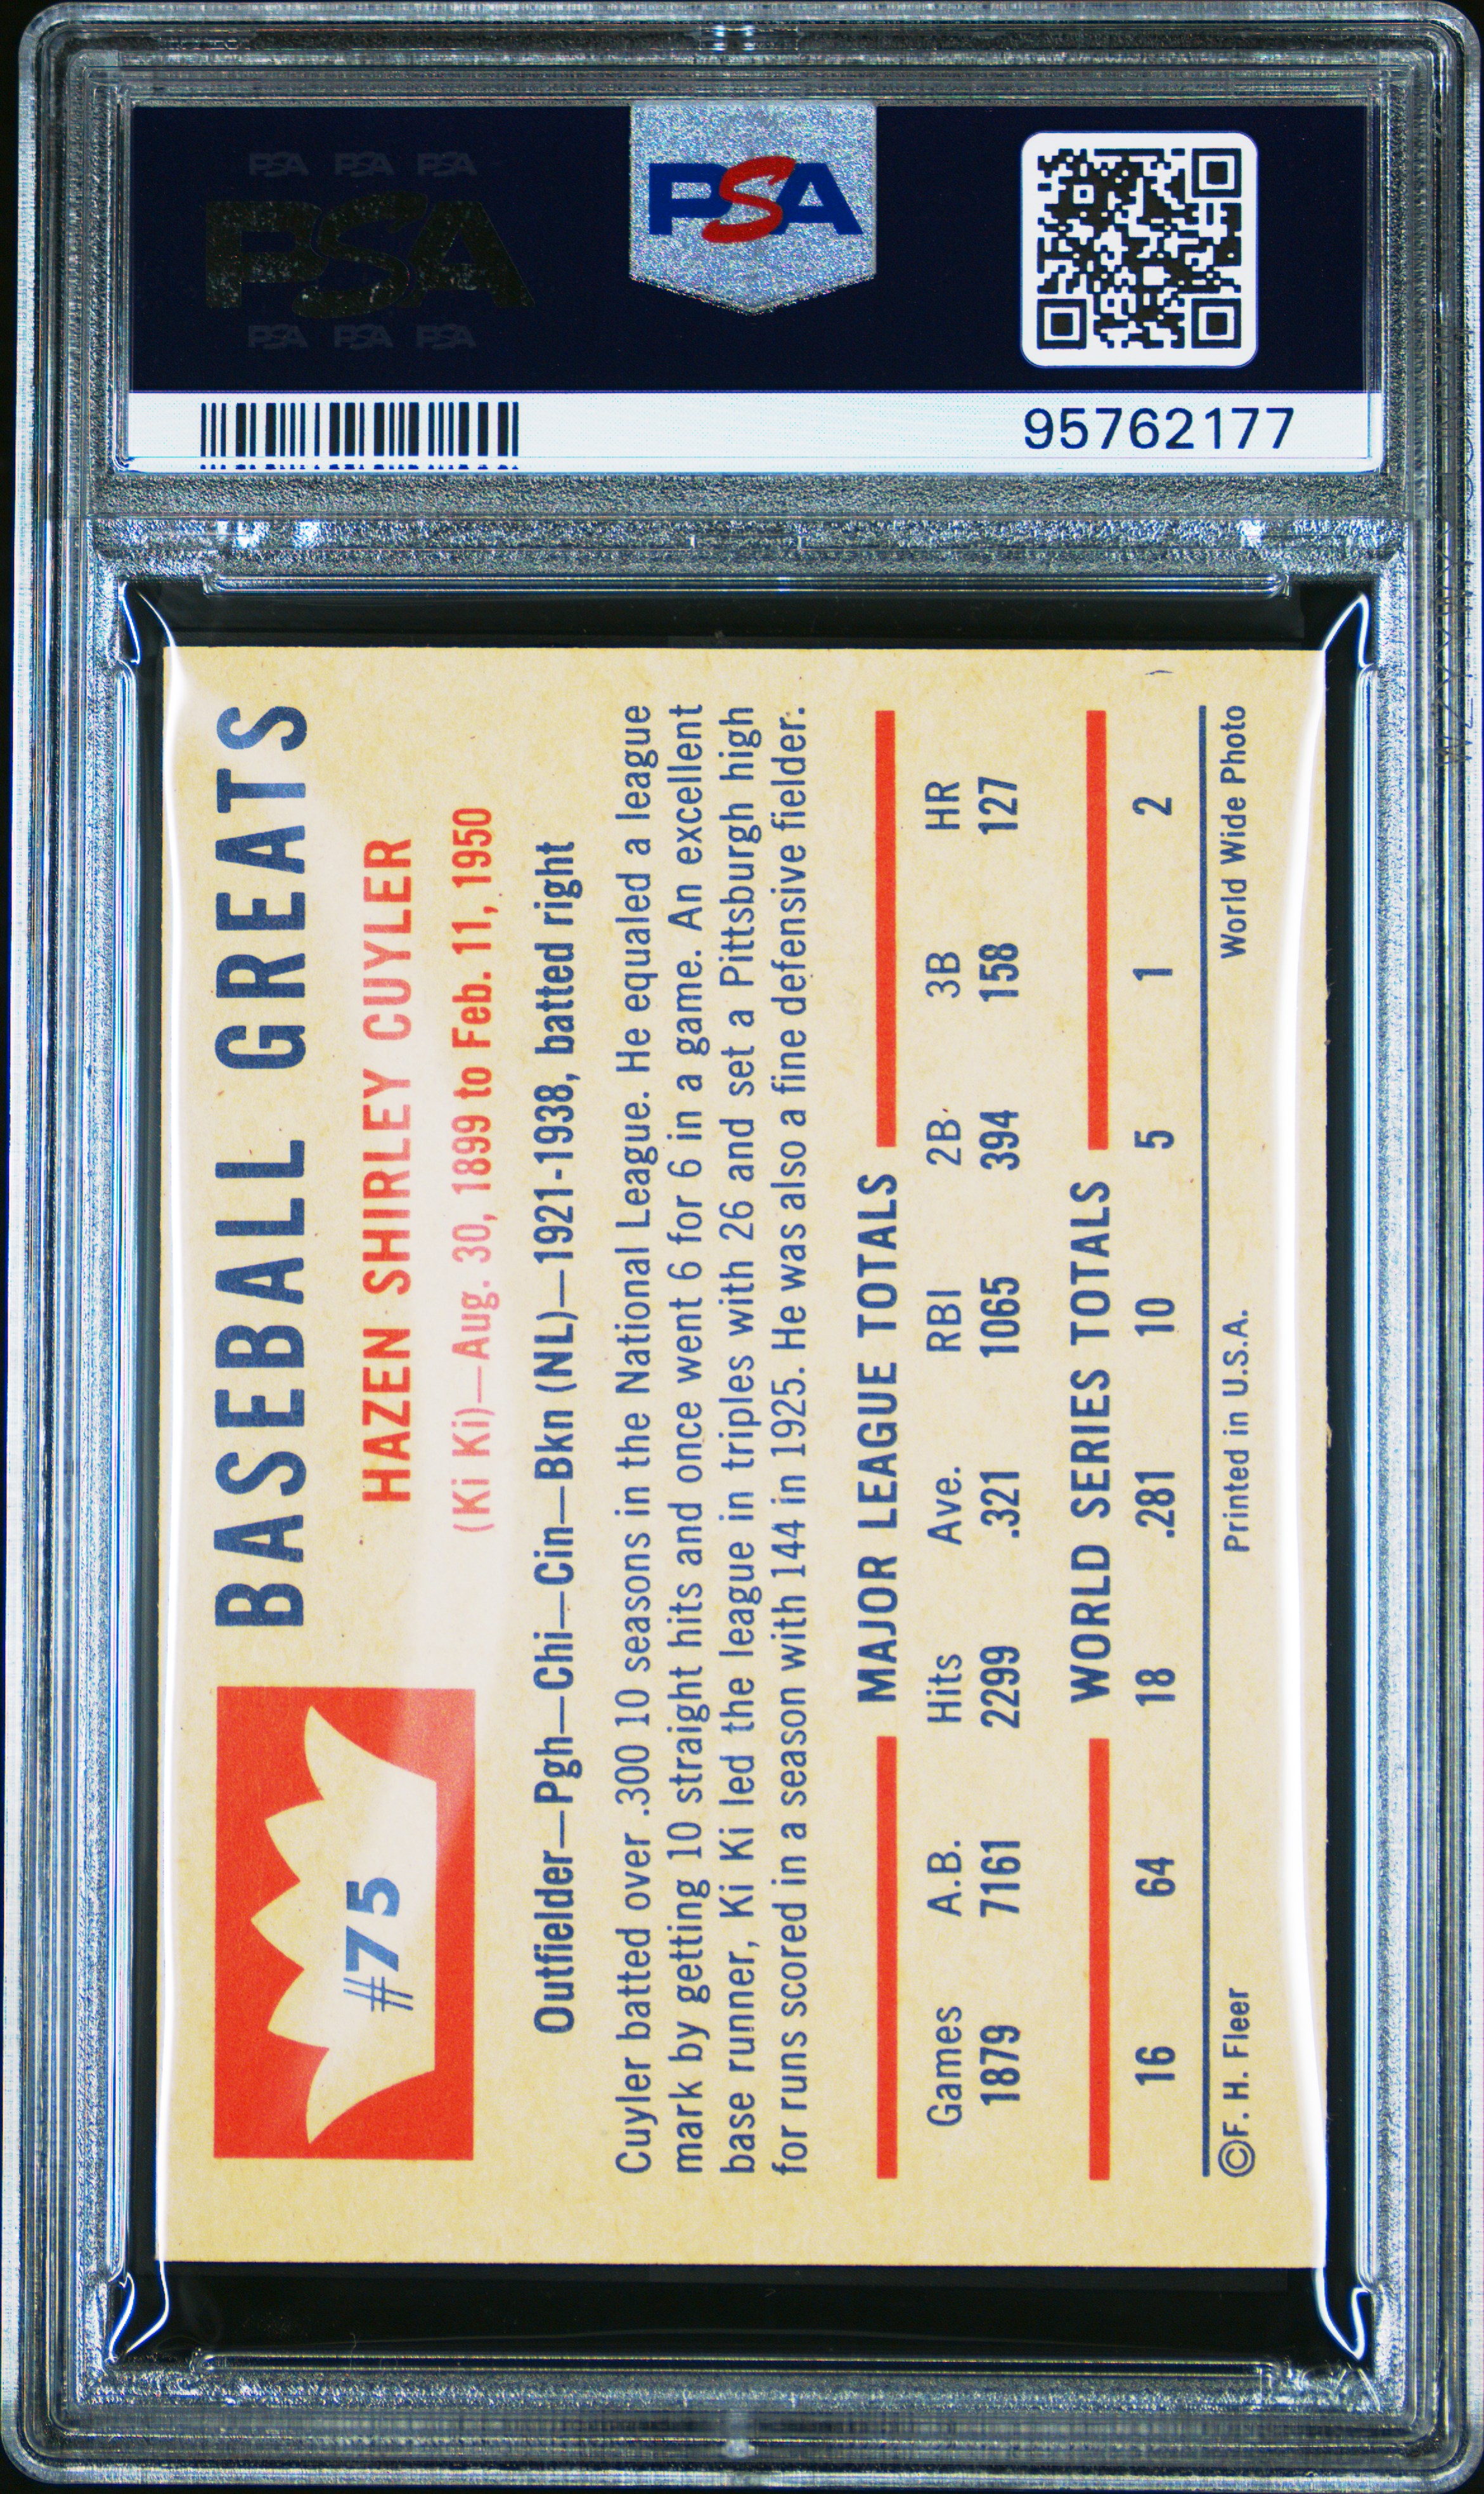 PSA PSA PSA
PSA
PSA PSA PSA
PSA
95762177
#75
BASEBALL GREATS
HAZEN SHIRLEY CUYLER
(Ki Ki)—Aug. 30, 1899 to Feb. 11, 1950
Outfielder—Pgh—Chi—Cin—Bkn (NL)—1921-1938, batted right
Cuyler batted over .300 10 seasons in the National League. He equaled a league
mark by getting 10 straight hits and once went 6 for 6 in a game. An excellent
base runner, Ki Ki led the league in triples with 26 and set a Pittsburgh high
for runs scored in a season with 144 in 1925. He was also a fine defensive fielder.
MAJOR LEAGUE TOTALS
Games A.B. Hits Ave. RBI 2B 3B HR
1879 7161 2299 .321 1065 394 158 127
WORLD SERIES TOTALS
16 64 18 .281 10 5 1 2
©F. H. Fleer Printed in U.S.A. World Wide Photo